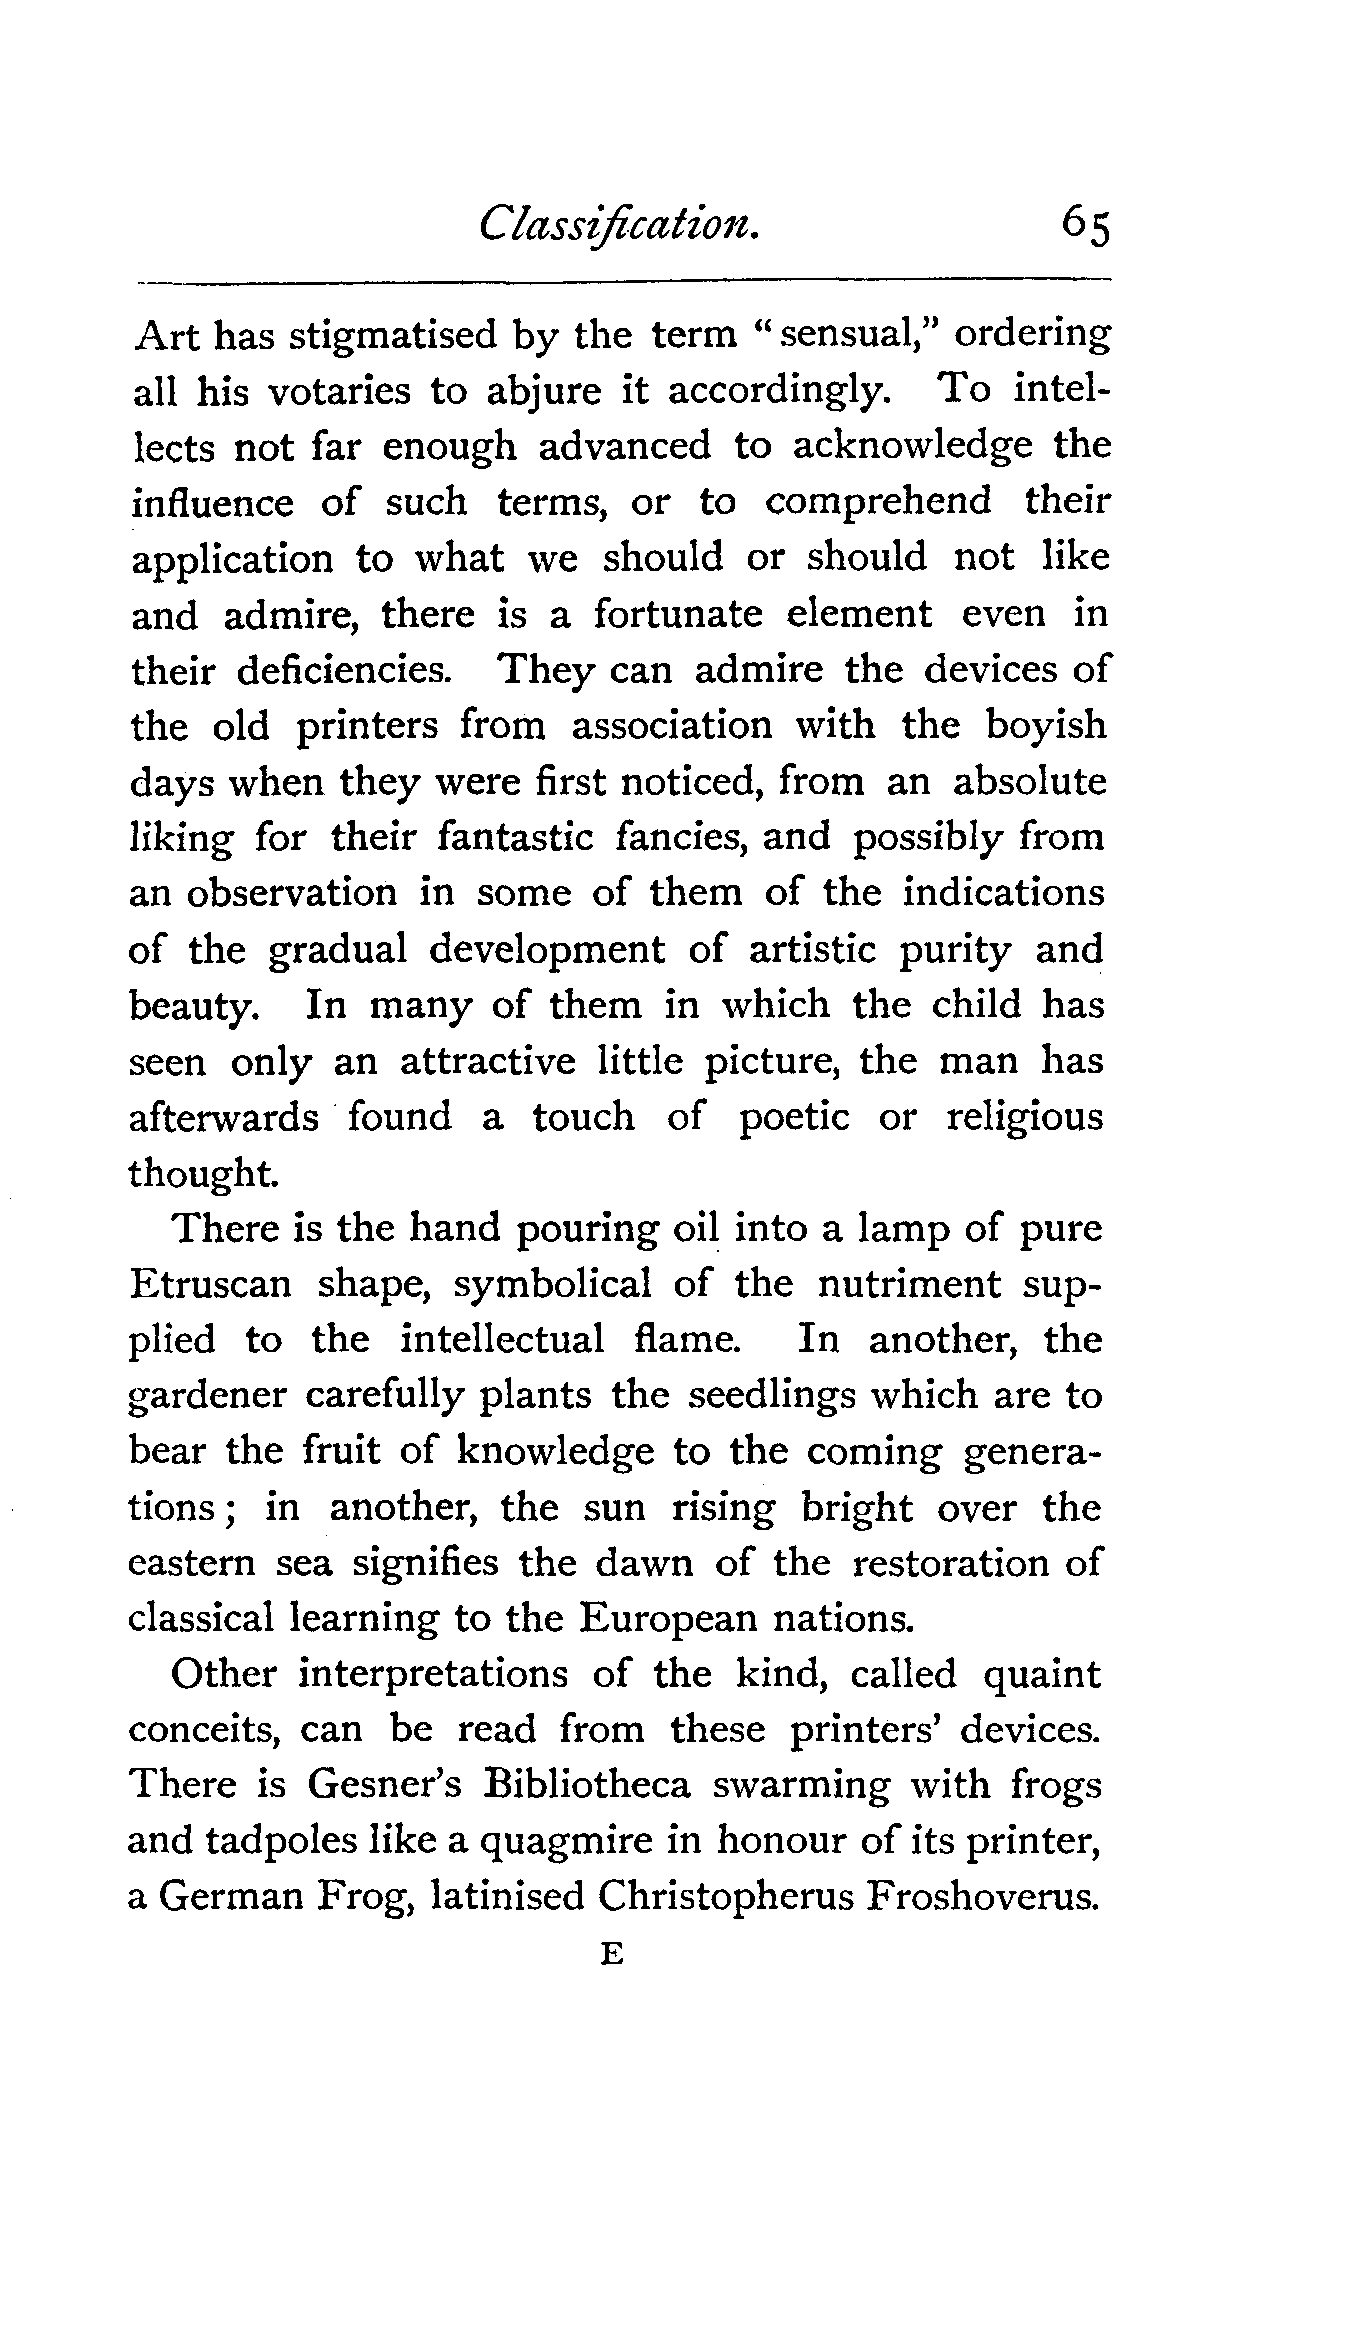 Classification. 65
Art has stigmatised by the term “ sensual,” ordering
all his votaries to abjure it accordingly. To intel-
lects not far enough advanced to acknowledge the
influence of such terms, or to comprehend their
application to what we should or should not like
and admire, there is a fortunate element even in
their deficiencies. They can admire the devices of
the old printers from association with the boyish
days when they were first noticed, from an absolute
liking for their fantastic fancies, and possibly from
an observation in some of them of the indications
of the gradual development of artistic purity and
beauty. In many of them in which the child has
seen only an attractive little picture, the man has
afterwards found a touch of poetic or religious
thought.
There is the hand pouring oil into a lamp of pure
Etruscan shape, symbolical of the nutriment sup-
plied to the intellectual flame. In another, the
gardener carefully plants the seedlings which are to
bear the fruit of knowledge to the coming genera-
tions ; in another, the sun rising bright over the
eastern sea signifies the dawn of the restoration of
classical learning to the European nations.
Other interpretations of the kind, called quaint
conceits, can be read from these printers’ devices.
There is Gesner’s Bibliotheca swarming with frogs
and tadpoles like a quagmire in honour of its printer,
a German Frog, latinised Christopherus Froshoverus.
E